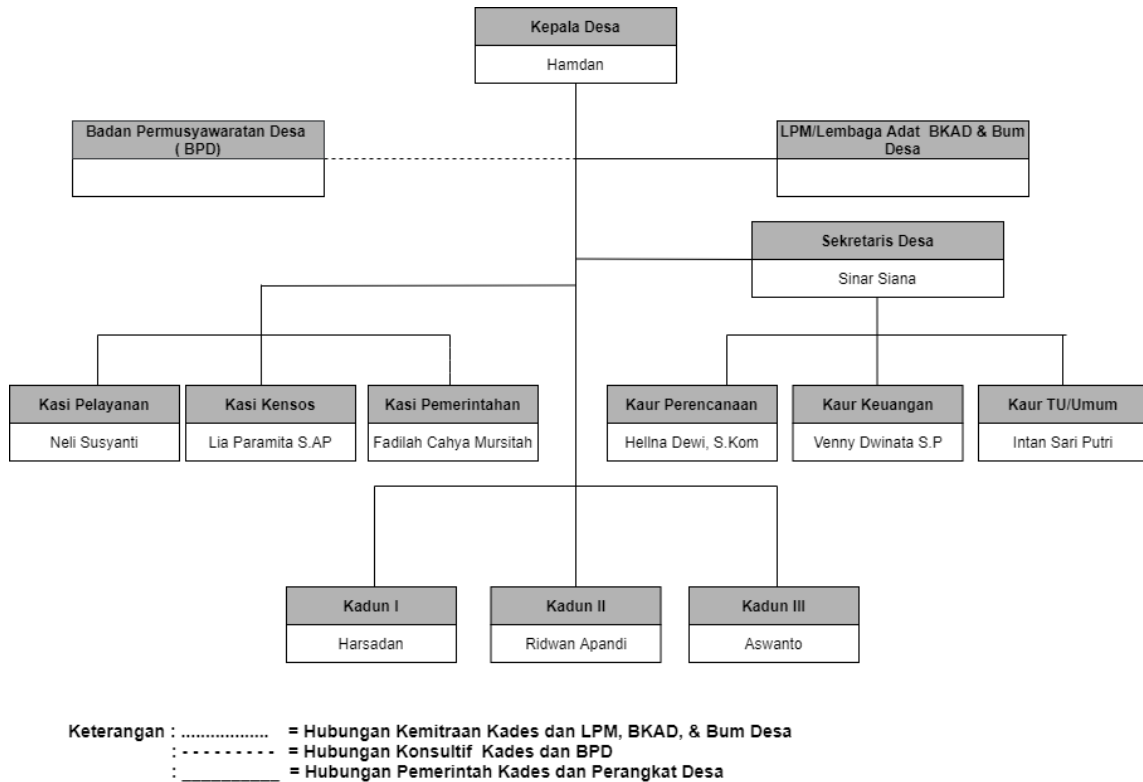 Kepala Desa
Hamdan
Badan Permusyawaratan Desa
( BPD)
LPM/Lembaga Adat BKAD & Bum
Desa
Sekretaris Desa
Sinar Siana
Kasi Pelayanan
Neli Susyanti
Kasi Kensos
Lia Paramita S.AP
Kasi Pemerintahan
Fadilah Cahya Mursitah
Kaur Perencanaan
Hellna Dewi, S.Kom
Kaur Keuangan
Venny Dwinata S.P
Kaur TU/Umum
Intan Sari Putri
Kadun I
Harsadan
Kadun II
Ridwan Apandi
Kadun III
Aswanto
Keterangan : ................. = Hubungan Kemitraan Kades dan LPM, BKAD, & Bum Desa
: - - - - - - - - - = Hubungan Konsultif Kades dan BPD
: __________ = Hubungan Pemerintah Kades dan Perangkat Desa